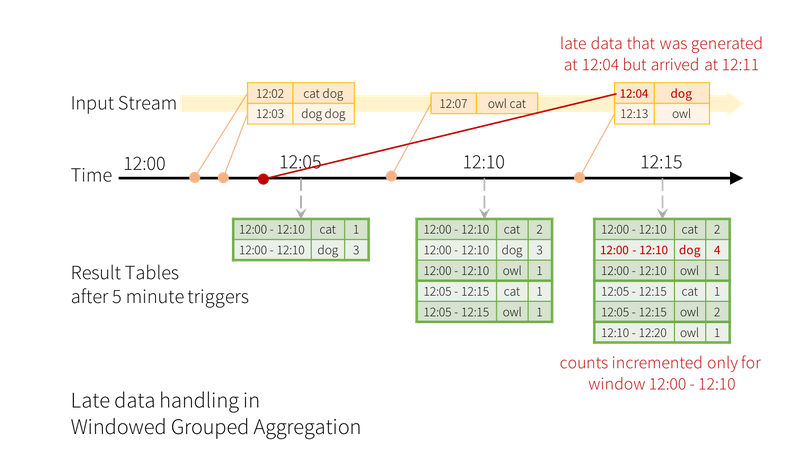 late data that was generated
at 12:04 but arrived at 12:11
Input Stream
12:02 cat dog
12:03 dog dog
12:07 owl cat
12:04 dog
12:13 owl
Time
12:00
12:05
12:10
12:15
12:00 - 12:10 cat 1
12:00 - 12:10 dog 3
12:00 - 12:10 cat 2
12:00 - 12:10 dog 3
12:00 - 12:10 owl 1
12:05 - 12:15 cat 1
12:05 - 12:15 owl 1
12:00 - 12:10 cat 2
12:00 - 12:10 dog 4
12:00 - 12:10 owl 1
12:05 - 12:15 cat 1
12:05 - 12:15 owl 2
12:10 - 12:20 owl 1
Result Tables
after 5 minute triggers
counts incremented only for
window 12:00 - 12:10
Late data handling in
Windowed Grouped Aggregation